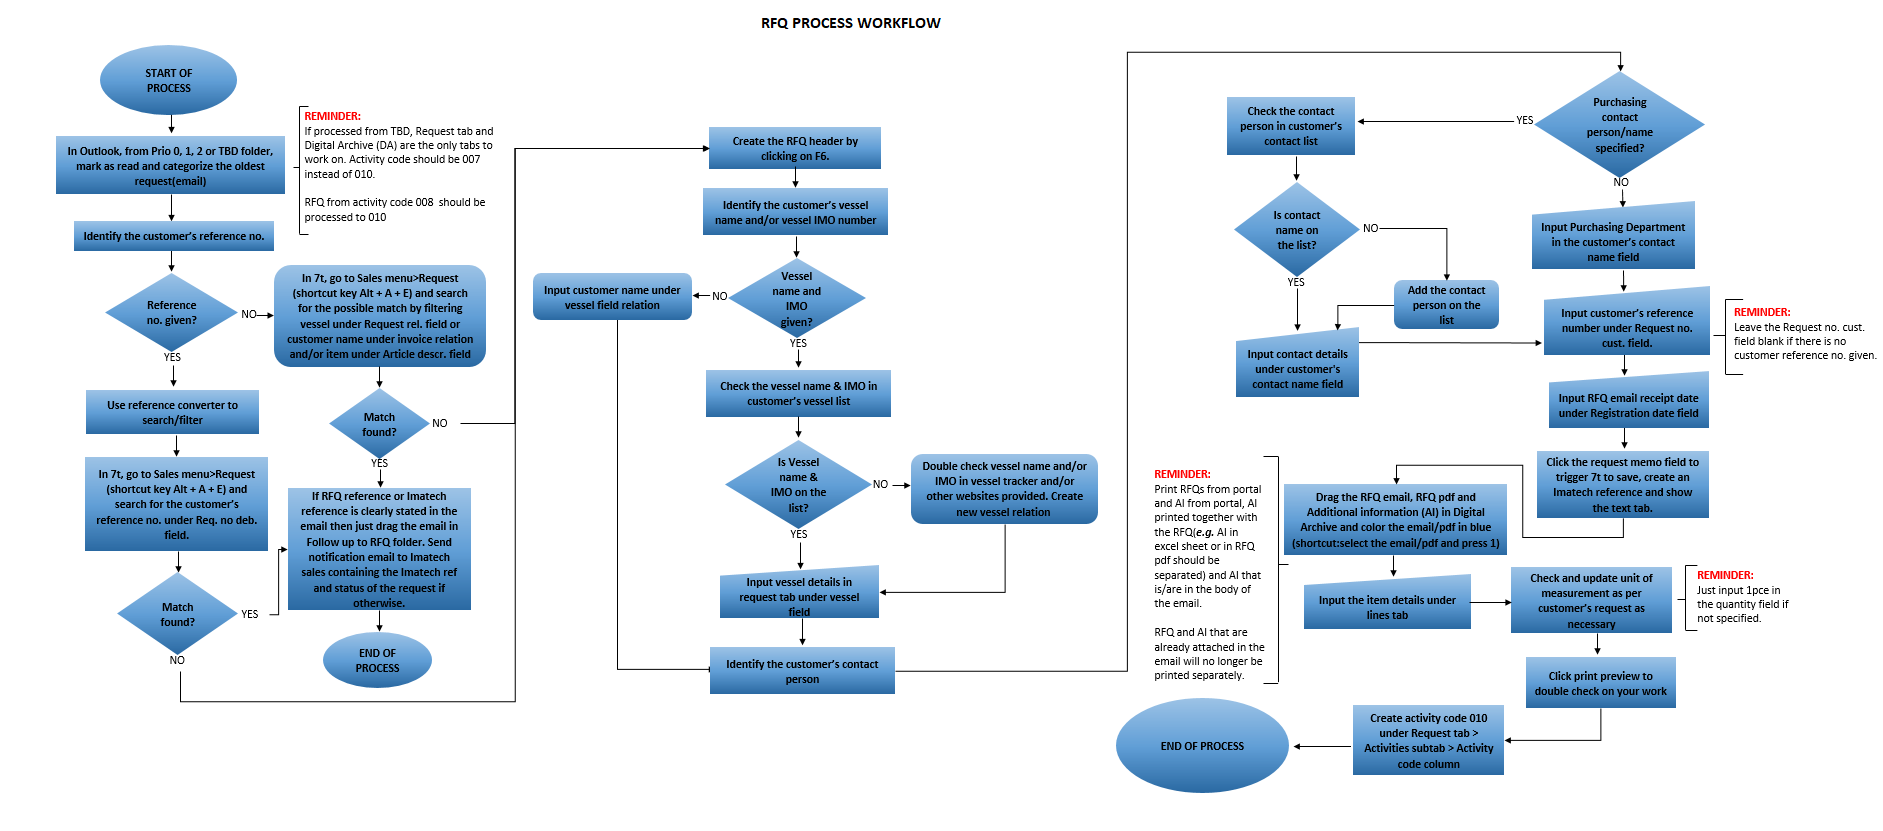 RFQ PROCESS WORKFLOW
START OF
PROCESS
In Outlook, from Prio 0, 1, 2 or TBD folder,
mark as read and categorize the oldest
request(email)
REMINDER:
If processed from TBD, Request tab and
Digital Archive (DA) are the only tabs to
work on. Activity code should be 007
instead of 010.
RFQ from activity code 008 should be
processed to 010
Identify the customer's reference no.
Reference
no. given?
NO
YES
In 7t, go to Sales menu>Request
(shortcut key Alt + A + E) and search
for the possible match by filtering
vessel under Request rel. field or
customer name under invoice relation
and/or item under Article descr. field
Use reference converter to
search/filter
Match
found?
NO
YES
In 7t, go to Sales menu>Request
(shortcut key Alt + A + E) and
search for the customer's
reference no. under Req. no deb.
field.
If RFQ reference or Imatech
reference is clearly stated in the
email then just drag the email in
Follow up to RFQ folder. Send
notification email to Imatech
sales containing the Imatech ref
and status of the request if
otherwise.
Match
found?
YES
NO
END OF
PROCESS
Create the RFQ header by
clicking on F6.
Identify the customer's vessel
name and/or vessel IMO number
Vessel
name and
IMO
given?
NO
YES
Input customer name under
vessel field relation
Check the vessel name & IMO in
customer's vessel list
Is Vessel
name &
IMO on the
list?
NO
YES
Double check vessel name and/or
IMO in vessel tracker and/or
other websites provided. Create
new vessel relation
Input vessel details in
request tab under vessel
field
Identify the customer's contact
person
Purchasing
contact
person/name
specified?
YES
NO
Check the contact
person in customer's
contact list
Is contact
name on
the list?
NO
YES
Add the contact
person on the
list
Input contact details
under customer's
contact name field
Input Purchasing Department
in the customer's contact
name field
Input customer's reference
number under Request no.
cust. field.
REMINDER:
Leave the Request no. cust.
field blank if there is no
customer reference no. given.
Input RFQ email receipt date
under Registration date field
Click the request memo field to
trigger 7t to save, create an
Imatech reference and show
the text tab.
REMINDER:
Print RFQs from portal
and AI from portal, AI
printed together with
the RFQ(e.g. AI in
excel sheet or in RFQ
pdf should be
separated) and AI that
is/are in the body of
the email.
RFQ and AI that are
already attached in the
email will no longer be
printed separately.
Drag the RFQ email, RFQ pdf and
Additional information (AI) in Digital
Archive and color the email/pdf in blue
(shortcut:select the email/pdf and press 1)
Input the item details under
lines tab
Check and update unit of
measurement as per
customer's request as
necessary
REMINDER:
Just input 1pce in
the quantity field if
not specified.
Click print preview to
double check on your work
Create activity code 010
under Request tab >
Activities subtab > Activity
code column
END OF PROCESS